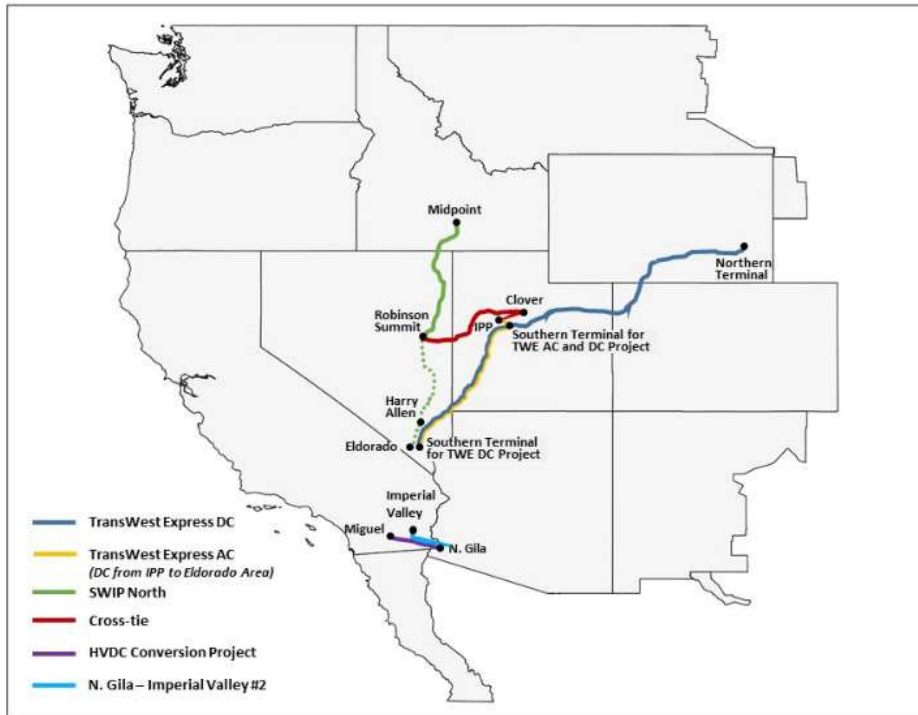 Midpoint
Northern
Terminal
Clover
Robinson
Summit
IPP
Southern Terminal for
TWE AC and DC Project
Harry
Allen
Eldorado
Southern Terminal
for TWE DC Project
Imperial
Valley
Miguel
N. Gila
TransWest Express DC
TransWest Express AC
(DC from IPP to Eldorado Area)
SWIP North
Cross-tie
HVDC Conversion Project
N. Gila – Imperial Valley #2